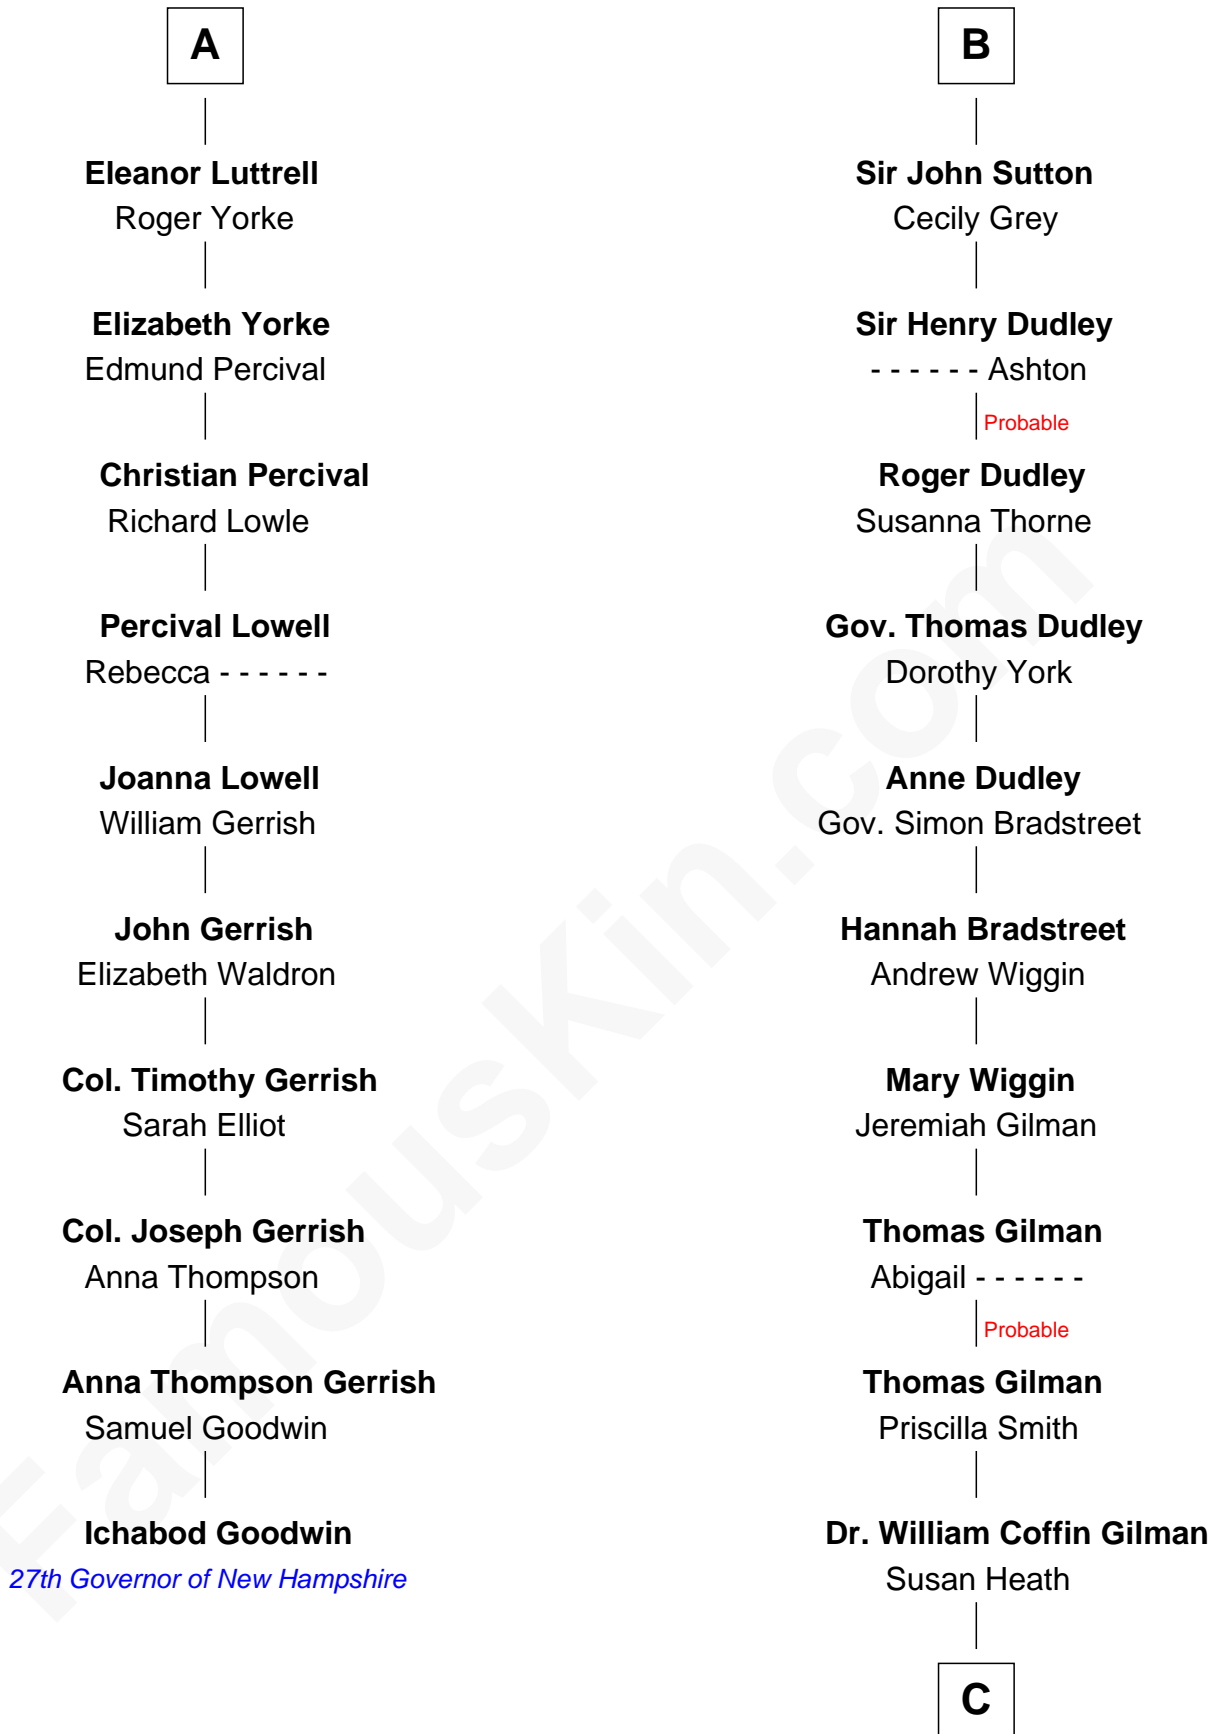 A
Eleanor Luttrell
Roger Yorke
Elizabeth Yorke
Edmund Percival
Christian Percival
Richard Lowle
Percival Lowell
Rebecca - - - - - -
Joanna Lowell
William Gerrish
John Gerrish
Elizabeth Waldron
Col. Timothy Gerrish
Sarah Elliot
Col. Joseph Gerrish
Anna Thompson
Anna Thompson Gerrish
Samuel Goodwin
Ichabod Goodwin
27th Governor of New Hampshire
B
Sir John Sutton
Cecily Grey
Sir Henry Dudley
- - - - - - Ashton
Probable
Roger Dudley
Susanna Thorne
Gov. Thomas Dudley
Dorothy York
Anne Dudley
Gov. Simon Bradstreet
Hannah Bradstreet
Andrew Wiggin
Mary Wiggin
Jeremiah Gilman
Thomas Gilman
Abigail - - - - - -
Probable
Thomas Gilman
Priscilla Smith
Dr. William Coffin Gilman
Susan Heath
C
FamousKin.com